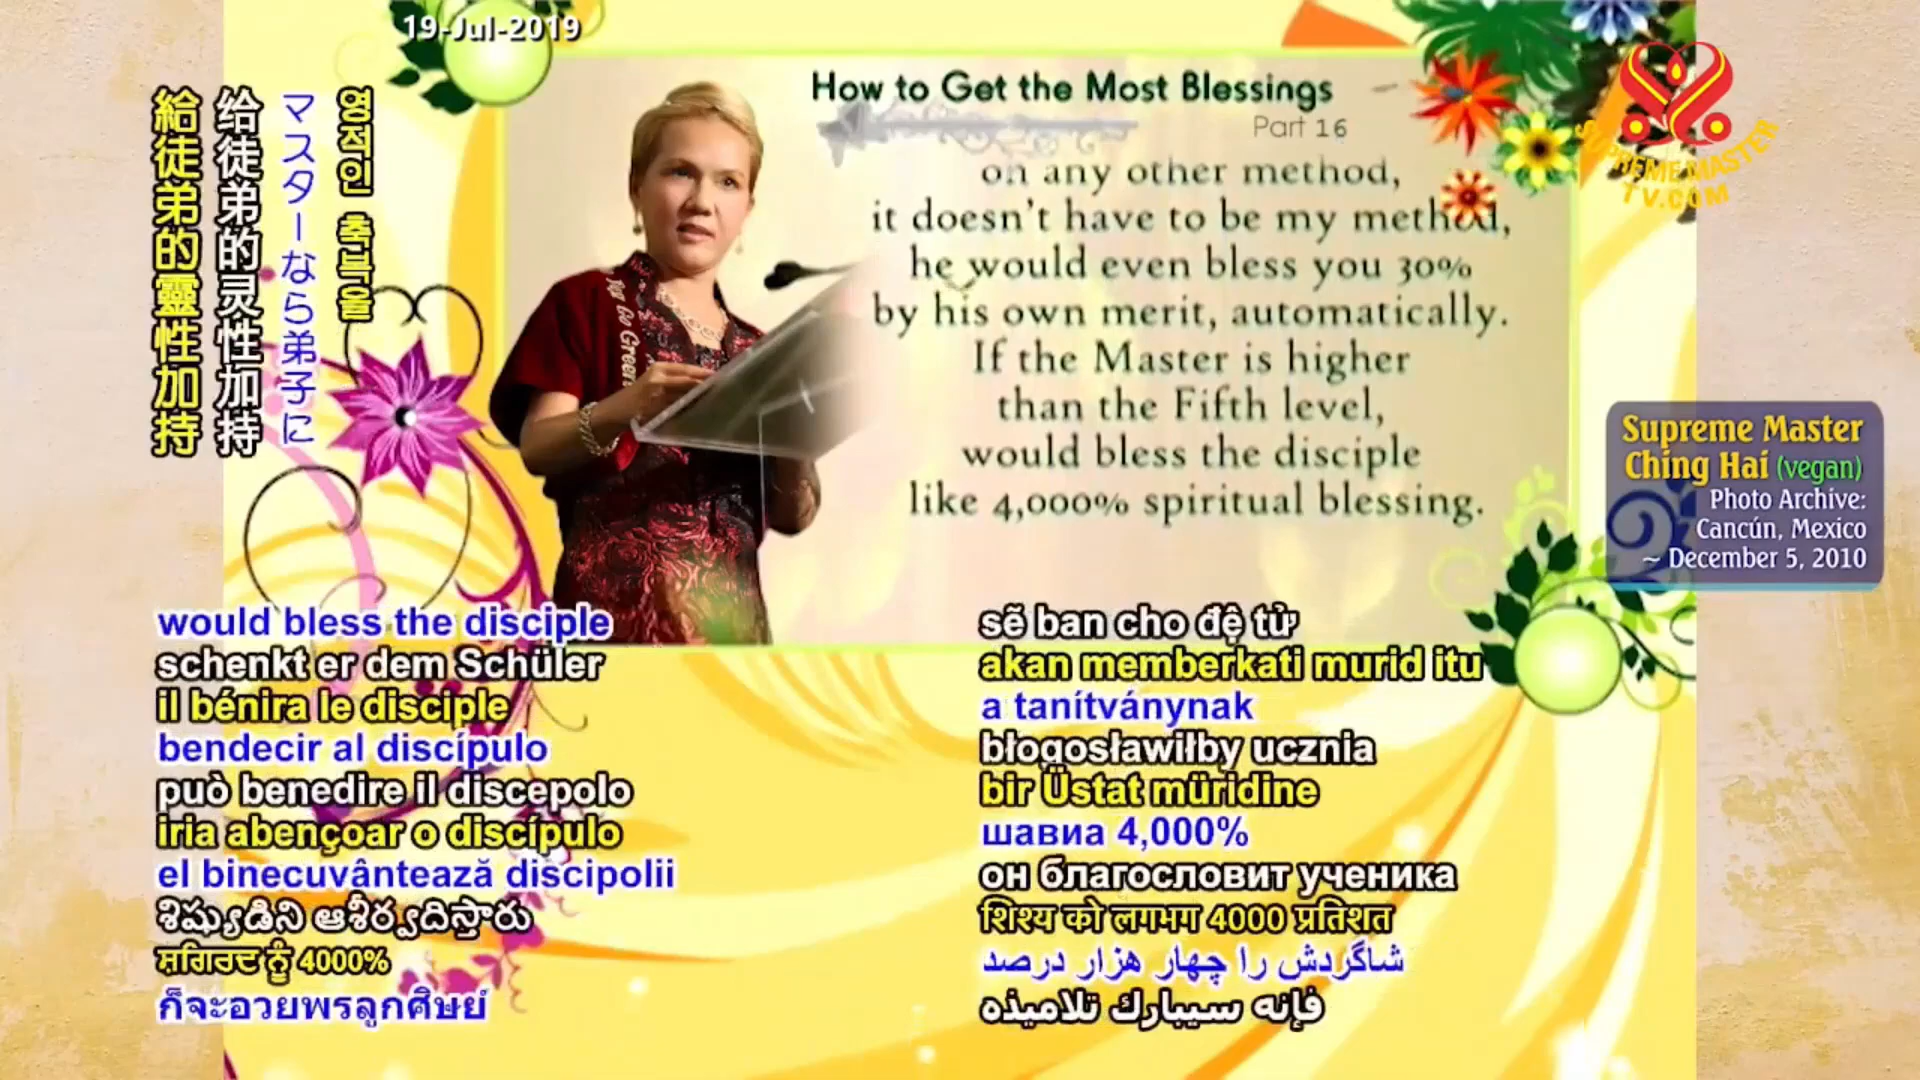 19-Jul-2019
How to Get the Most Blessings
Part 16
on any other method,
it doesn't have to be my method,
he would even bless you 30%
by his own merit, automatically.
If the Master is higher
than the Fifth level,
would bless the disciple
like 4,000% spiritual blessing.
Be Go Green
SUPREMEMASTER
TV.COM
Supreme Master
Ching Hai (vegan)
Photo Archive:
Cancún, Mexico
~ December 5, 2010
영적인 축복을
マスターなら弟子に
给徒弟的灵性加持
給徒弟的靈性加持
would bless the disciple
schenkt er dem Schüler
il bénira le disciple
bendecir al discípulo
può benedire il discepolo
iria abençoar o discípulo
el binecuvântează discipolii
శిష్యుడిని ఆశీర్వదిస్తారు
ਸ਼ਗਿਰਦ ਨੂੰ 4000%
ก็จะอวยพรลูกศิษย์
sẽ ban cho đệ tử
akan memberkati murid itu
a tanítványnak
błogosławiłby ucznia
bir Üstat müridine
шавиа 4,000%
он благословит ученика
शिश्य को लगभग 4000 प्रतिशत
شاگردش را چهار هزار درصد
فإنه سيبارك تلاميذه